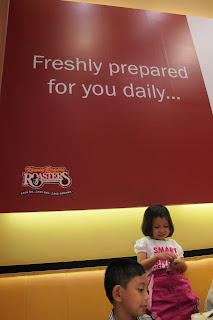 Freshly prepared
for you daily...
Kenny Rogers
ROASTERS
SMART